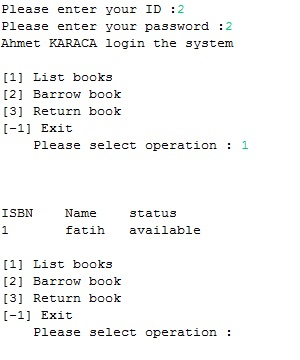 Please enter your ID :2
Please enter your password :2
Ahmet KARACA login the system
[1] List books
[2] Barrow book
[3] Return book
[-1] Exit
Please select operation : 1
ISBN Name status
1 fatih available
[1] List books
[2] Barrow book
[3] Return book
[-1] Exit
Please select operation :